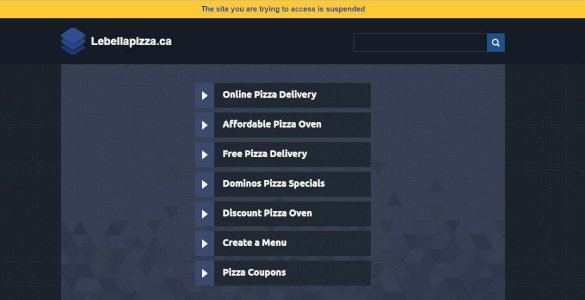 The site you are trying to access is suspended
Lebellapizza.ca
Online Pizza Delivery
Affordable Pizza Oven
Free Pizza Delivery
Dominos Pizza Specials
Discount Pizza Oven
Create a Menu
Pizza Coupons